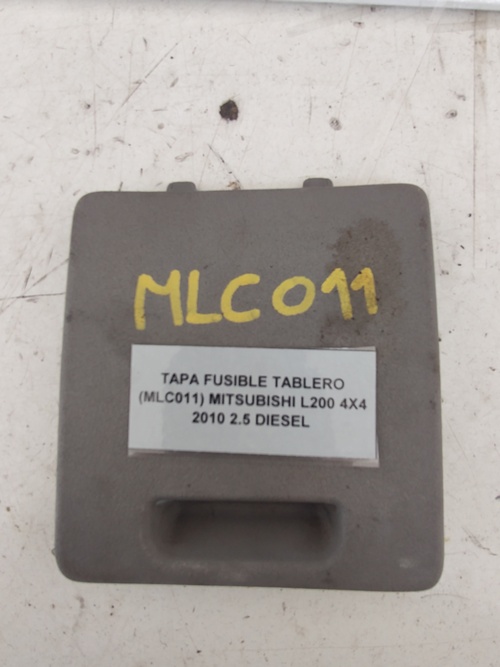 MLC011
TAPA FUSIBLE TABLERO
(MLC011) MITSUBISHI L200 4X4
2010 2.5 DIESEL